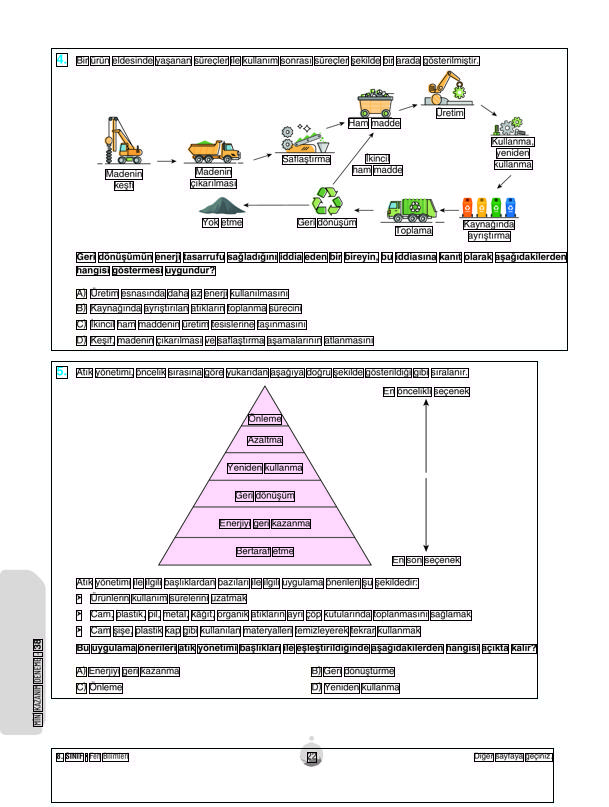 4. Bir ürün eldesinde yaşanan süreçler ile kullanım sonrası süreçler şekilde bir arada gösterilmiştir.
Madenin
keşfi
Madenin
çıkarılması
Saflaştırma
Ham madde
Üretim
Kullanma,
yeniden
kullanma
İkincil
ham madde
Yok etme
Geri dönüşüm
Toplama
Kaynağında
ayrıştırma
Geri dönüşümün enerji tasarrufu sağladığını iddia eden bir bireyin, bu iddiasına kanıt olarak aşağıdakilerden
hangisi göstermesi uygundur?
A) Üretim esnasında daha az enerji kullanılmasını
B) Kaynağında ayrıştırılan atıkların toplanma sürecini
C) İkincil ham maddenin üretim tesislerine taşınmasını
D) Keşif, madenin çıkarılması ve saflaştırma aşamalarının atlanmasını
5. Atık yönetimi, öncelik sırasına göre yukarıdan aşağıya doğru şekilde gösterildiği gibi sıralanır.
En öncelikli seçenek
Önleme
Azaltma
Yeniden kullanma
Geri dönüşüm
Enerjiyi geri kazanma
Bertaraf etme
En son seçenek
Atık yönetimi ile ilgili başlıklardan bazıları ile ilgili uygulama önerileri şu şekildedir:
➤ Ürünlerin kullanım sürelerini uzatmak
➤ Cam, plastik, pil, metal, kâğıt, organik atıkların ayrı çöp kutularında toplanmasını sağlamak
➤ Cam şişe, plastik kap gibi kullanılan materyalleri temizleyerek tekrar kullanmak
Bu uygulama önerileri atık yönetimi başlıkları ile eşleştirildiğinde aşağıdakilerden hangisi açıkta kalır?
A) Enerjiyi geri kazanma
B) Geri dönüştürme
C) Önleme
D) Yeniden kullanma
MİNİ KAZANIM DENEMESİ - 38
8. SINIF • Fen Bilimleri
22
Diğer sayfaya geçiniz.